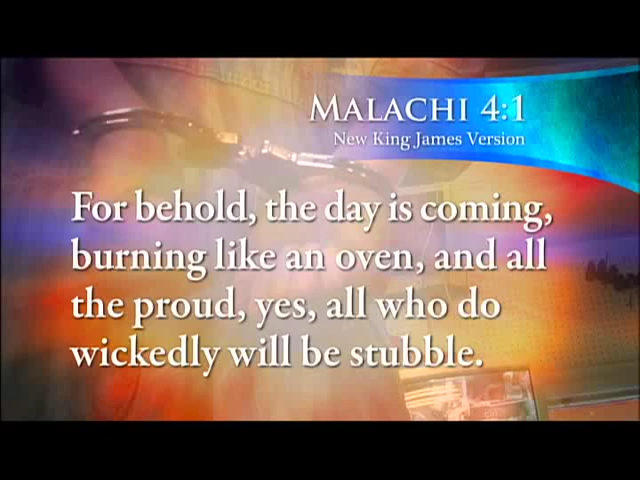 MALACHI 4:1
New King James Version
For behold, the day is coming,
burning like an oven, and all
the proud, yes, all who do
wickedly will be stubble.